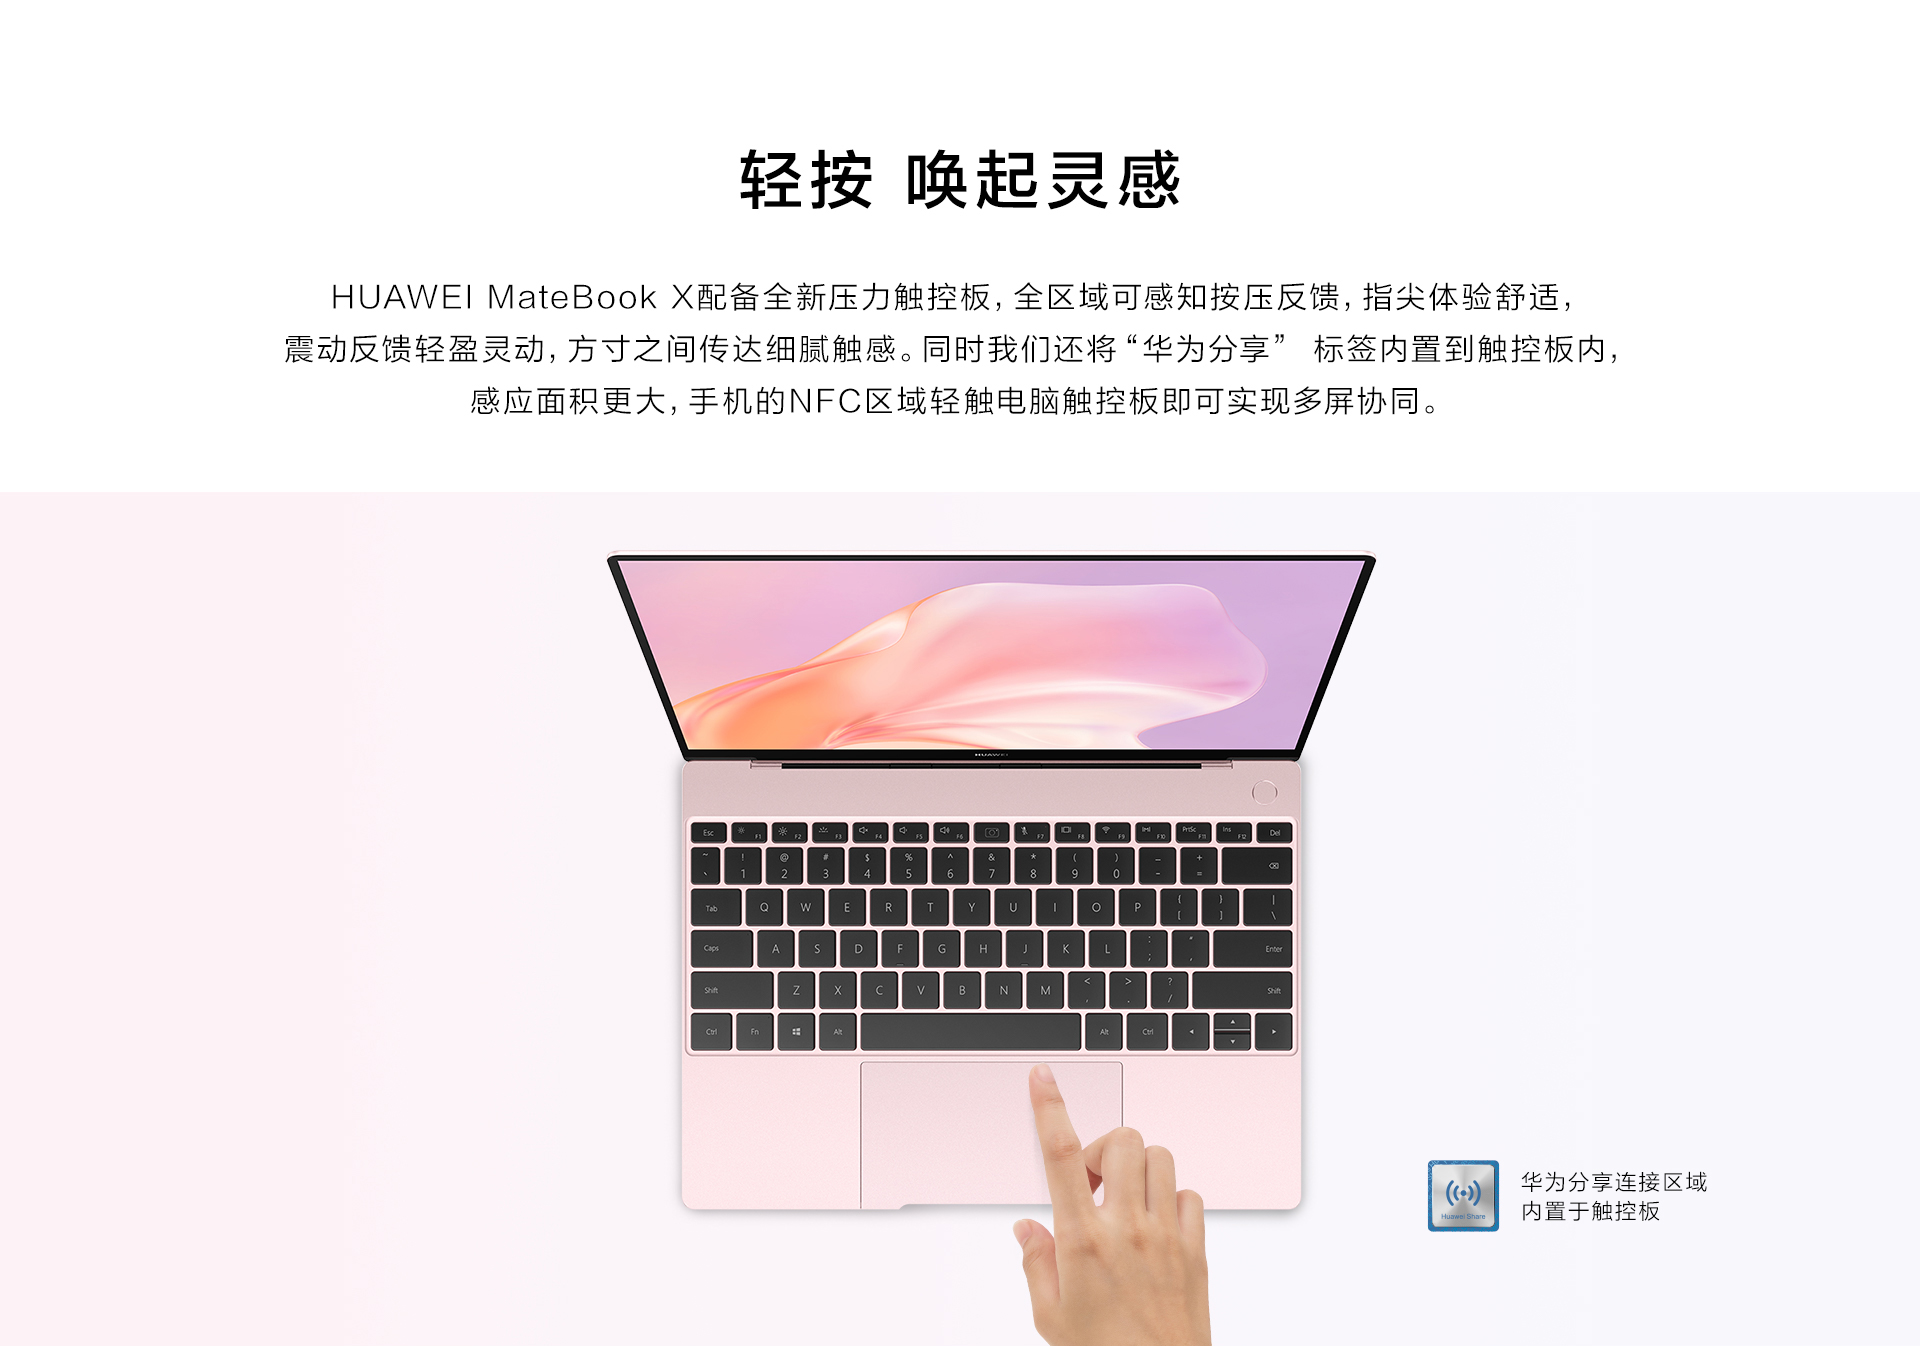 轻按 唤起灵感
HUAWEI MateBook X配备全新压力触控板，全区域可感知按压反馈，指尖体验舒适，
震动反馈轻盈灵动，方寸之间传达细腻触感。同时我们还将“华为分享” 标签内置到触控板内，
感应面积更大，手机的NFC区域轻触电脑触控板即可实现多屏协同。
HUAWEI
Esc F1 F2 F3 F4 F5 F6 F7 F8 F9 F10 PrtSc F11 Ins F12 Del
~ ! @ # $ % ^ & * ( ) – +
` 1 2 3 4 5 6 7 8 9 0 - =
Tab Q W E R T Y U I O P { [ } ] | \
Caps A S D F G H J K L : ; " ' Enter
Shift Z X C V B N M < , > . ? / Shift
Ctrl Fn Alt Alt Ctrl
Huawei Share
华为分享连接区域
内置于触控板